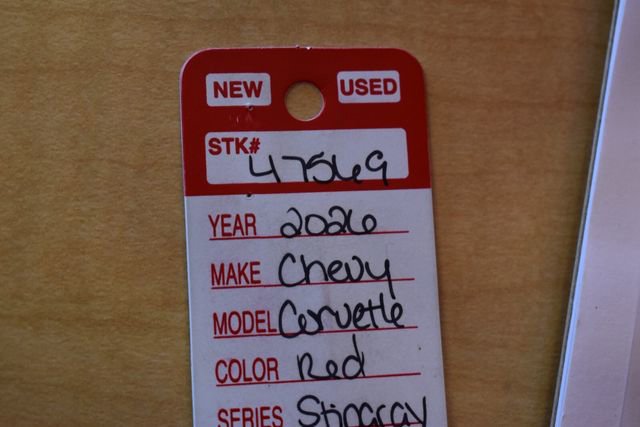 NEW USED
STK# 47569
YEAR 2026
MAKE Chevy
MODEL Corvette
COLOR Red
SERIES Stingray